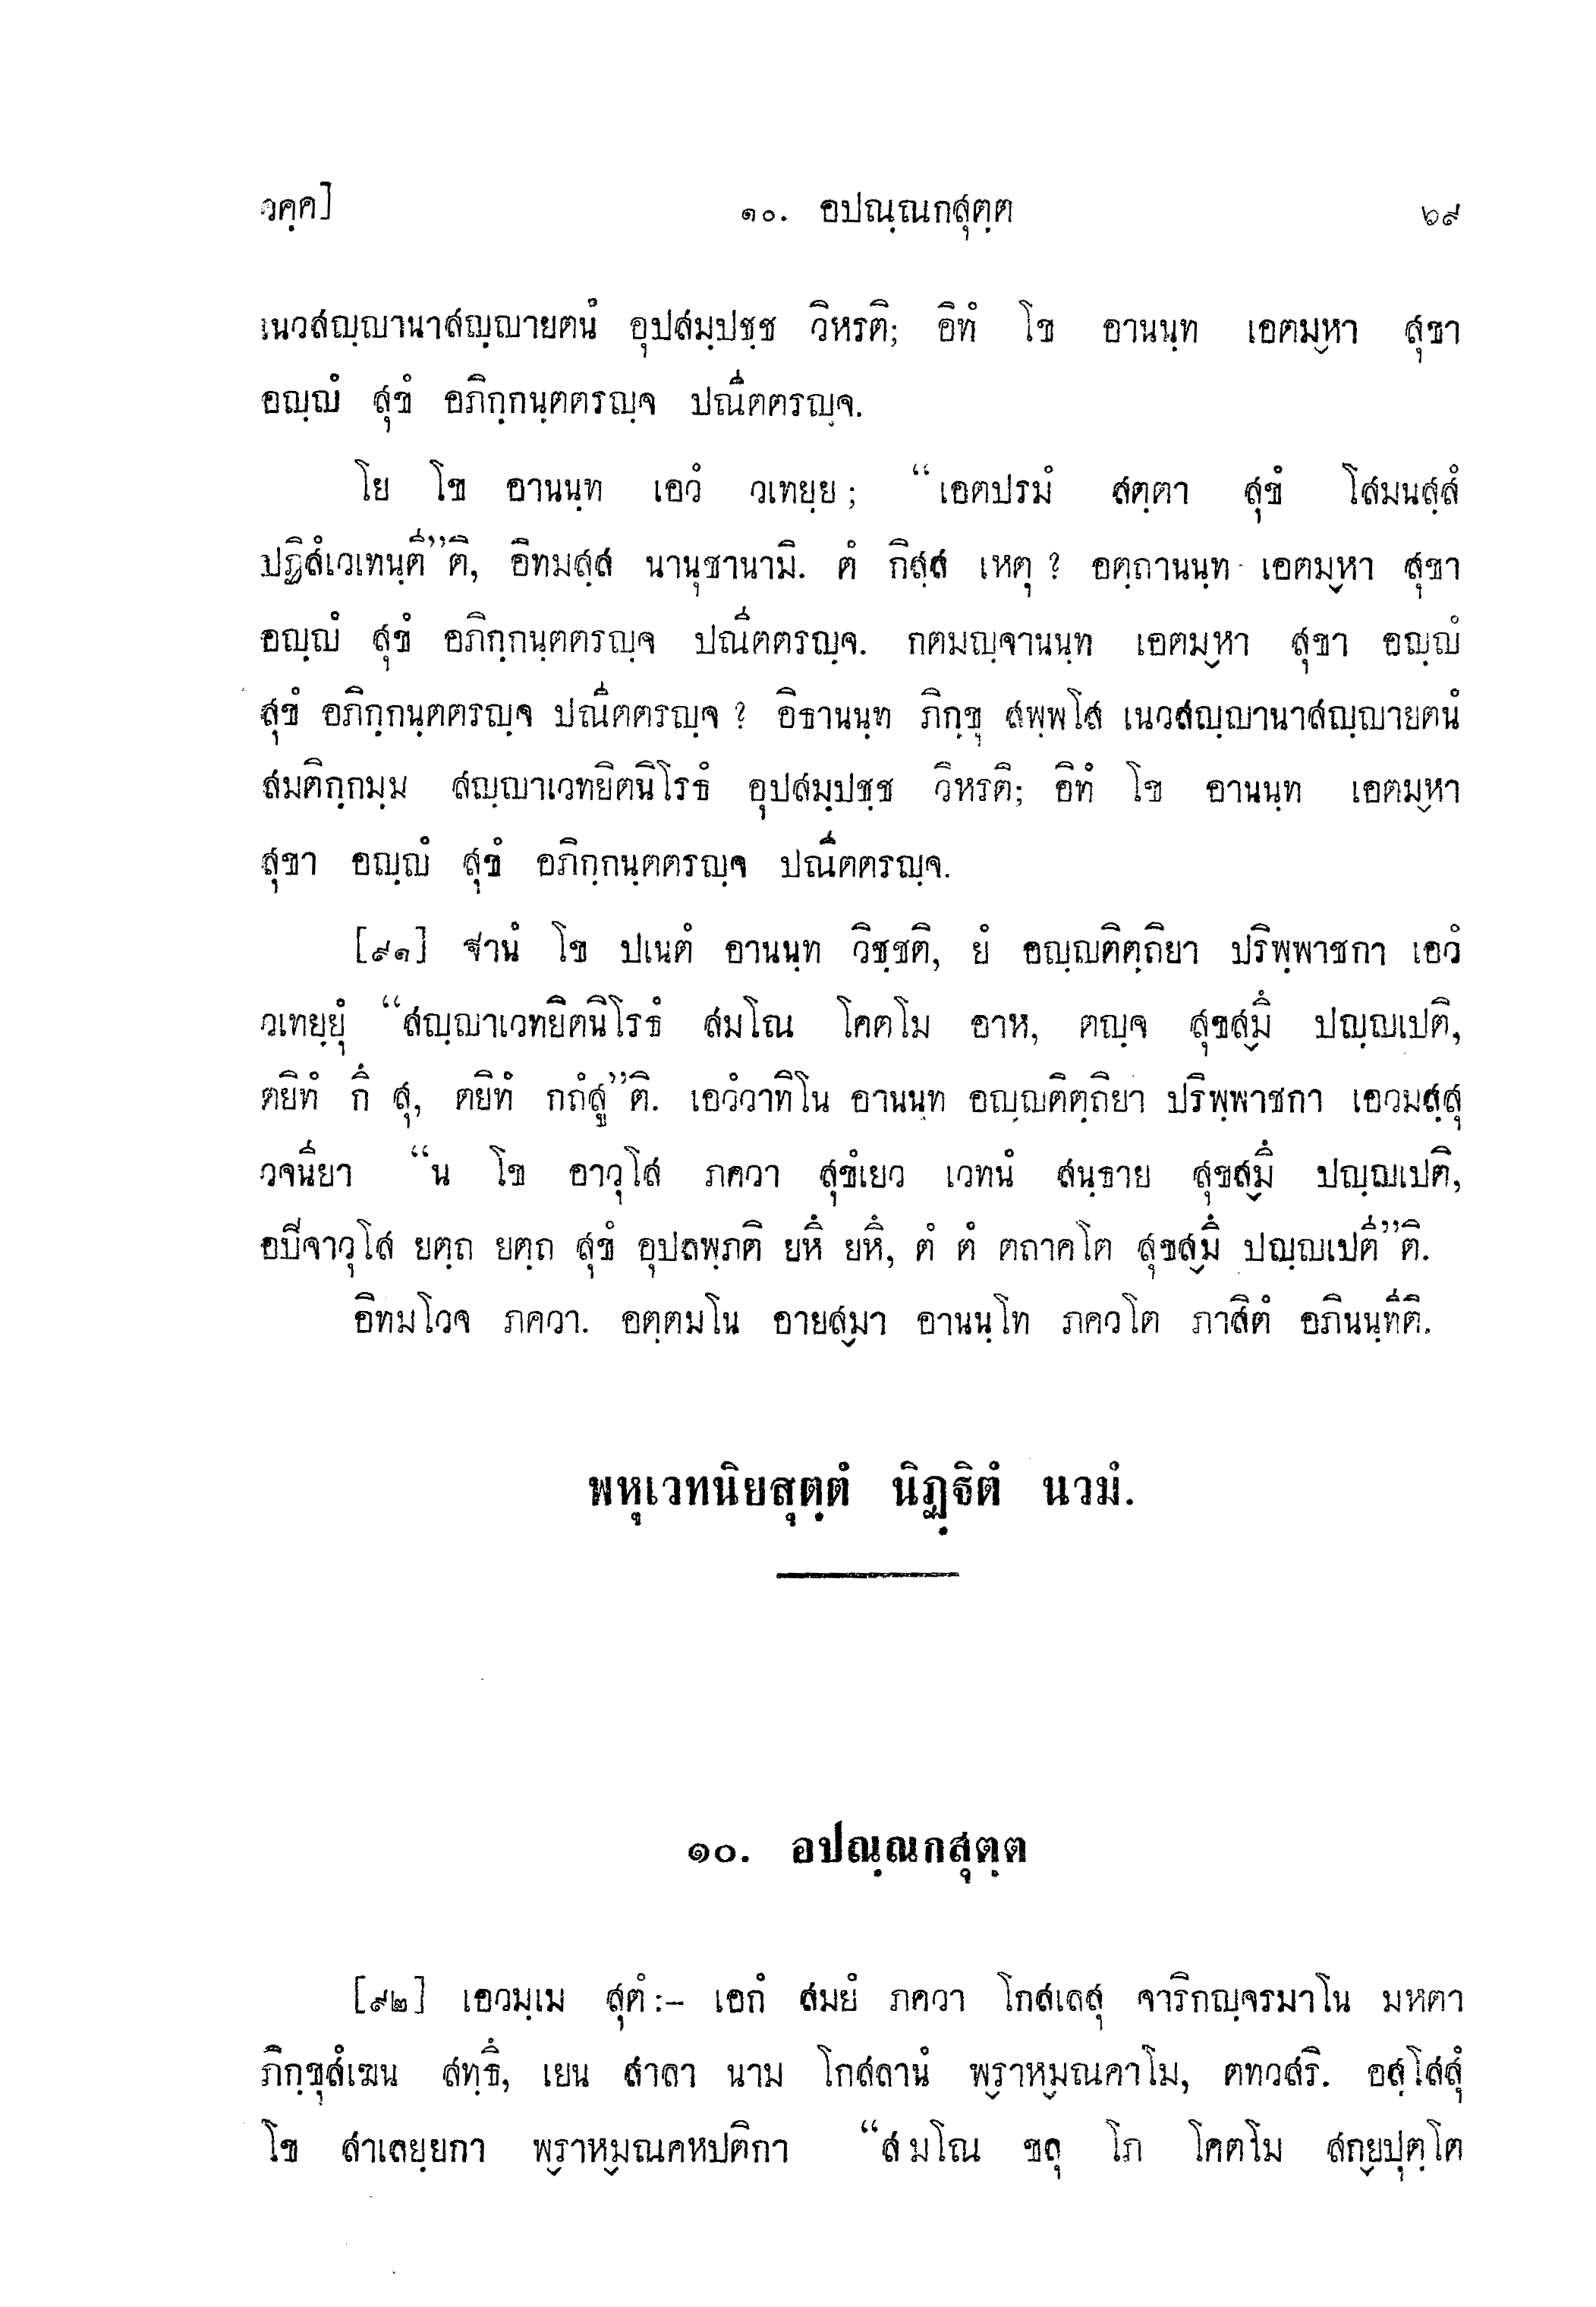 วคฺค] ๑๐. อปณฺณกสุตฺต ๖๙
เนวสญฺญานาสญฺญายตนํ อุปสมฺปชฺช วิหรติ; อิทํ โข อานนฺท เอตมฺหา สุขา
อญฺญํ สุขํ อภิกฺกนฺตตรญฺจ ปณีตตรญฺจ.
โย โข อานนฺท เอวํ วเทยฺย; “เอตปรมํ สตฺตา สุขํ โสมนสฺสํ
ปฏิสํเวเทนฺตี”ติ, อิทมสฺส นานุชานามิ. ตํ กิสฺส เหตุ? อตฺถานนฺท เอตมฺหา สุขา
อญฺญํ สุขํ อภิกฺกนฺตตรญฺจ ปณีตตรญฺจ. กตมญฺจานนฺท เอตมฺหา สุขา อญฺญํ
สุขํ อภิกฺกนฺตตรญฺจ ปณีตตรญฺจ? อิธานนฺท ภิกฺขุ สพฺพโส เนวสญฺญานาสญฺญายตนํ
สมติกฺกมฺม สญฺญาเวทยิตนิโรธํ อุปสมฺปชฺช วิหรติ; อิทํ โข อานนฺท เอตมฺหา
สุขา อญฺญํ สุขํ อภิกฺกนฺตตรญฺจ ปณีตตรญฺจ.
[๙๑] ฐานํ โข ปเนตํ อานนฺท วิชฺชติ, ยํ อญฺญติตฺถิยา ปริพฺพาชกา เอวํ
วเทยฺยุํ “สญฺญาเวทยิตนิโรธํ สมโณ โคตโม อาห, ตญฺจ สุขสฺมึ ปญฺญเปติ,
ตยิทํ กึ สุ, ตยิทํ กถํสู”ติ. เอวํวาทิโน อานนฺท อญฺญติตฺถิยา ปริพฺพาชกา เอวมสฺสุ
วจนียา “น โข อาวุโส ภควา สุขํเยว เวทนํ สนฺธาย สุขสฺมึ ปญฺญเปติ,
อปิจาวุโส ยตฺถ ยตฺถ สุขํ อุปลพฺภติ ยหึ ยหึ, ตํ ตํ ตถาคโต สุขสฺมึ ปญฺญเปตี”ติ.
อิทมโวจ ภควา. อตฺตมโน อายสฺมา อานนฺโท ภควโต ภาสิตํ อภินนฺทีติ.
พหุเวทนิยสุตฺตํ นิฏฺฐิตํ นวมํ.
๑๐. อปณฺณกสุตฺต
[๙๒] เอวมฺเม สุตํ:– เอกํ สมยํ ภควา โกสเลสุ จาริกญฺจรมาโน มหตา
ภิกฺขุสํเฆน สทฺธึ, เยน สาลา นาม โกสลานํ พฺราหฺมณคาโม, ตทวสริ. อสฺโสสุํ
โข สาเลยฺยกา พฺราหฺมณคหปติกา “สมโณ ขลุ โภ โคตโม สกฺยปุตฺโต